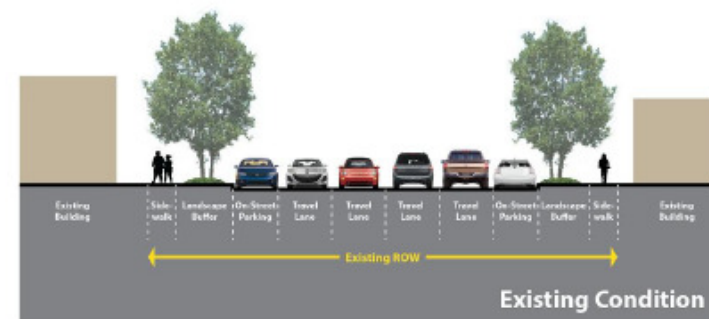 Existing
Building
Side-
walk
Landscape
Buffer
On-Street
Parking
Travel
Lane
Travel
Lane
Travel
Lane
Travel
Lane
On-Street
Parking
Landscape
Buffer
Side-
walk
Existing
Building
Existing ROW
Existing Condition